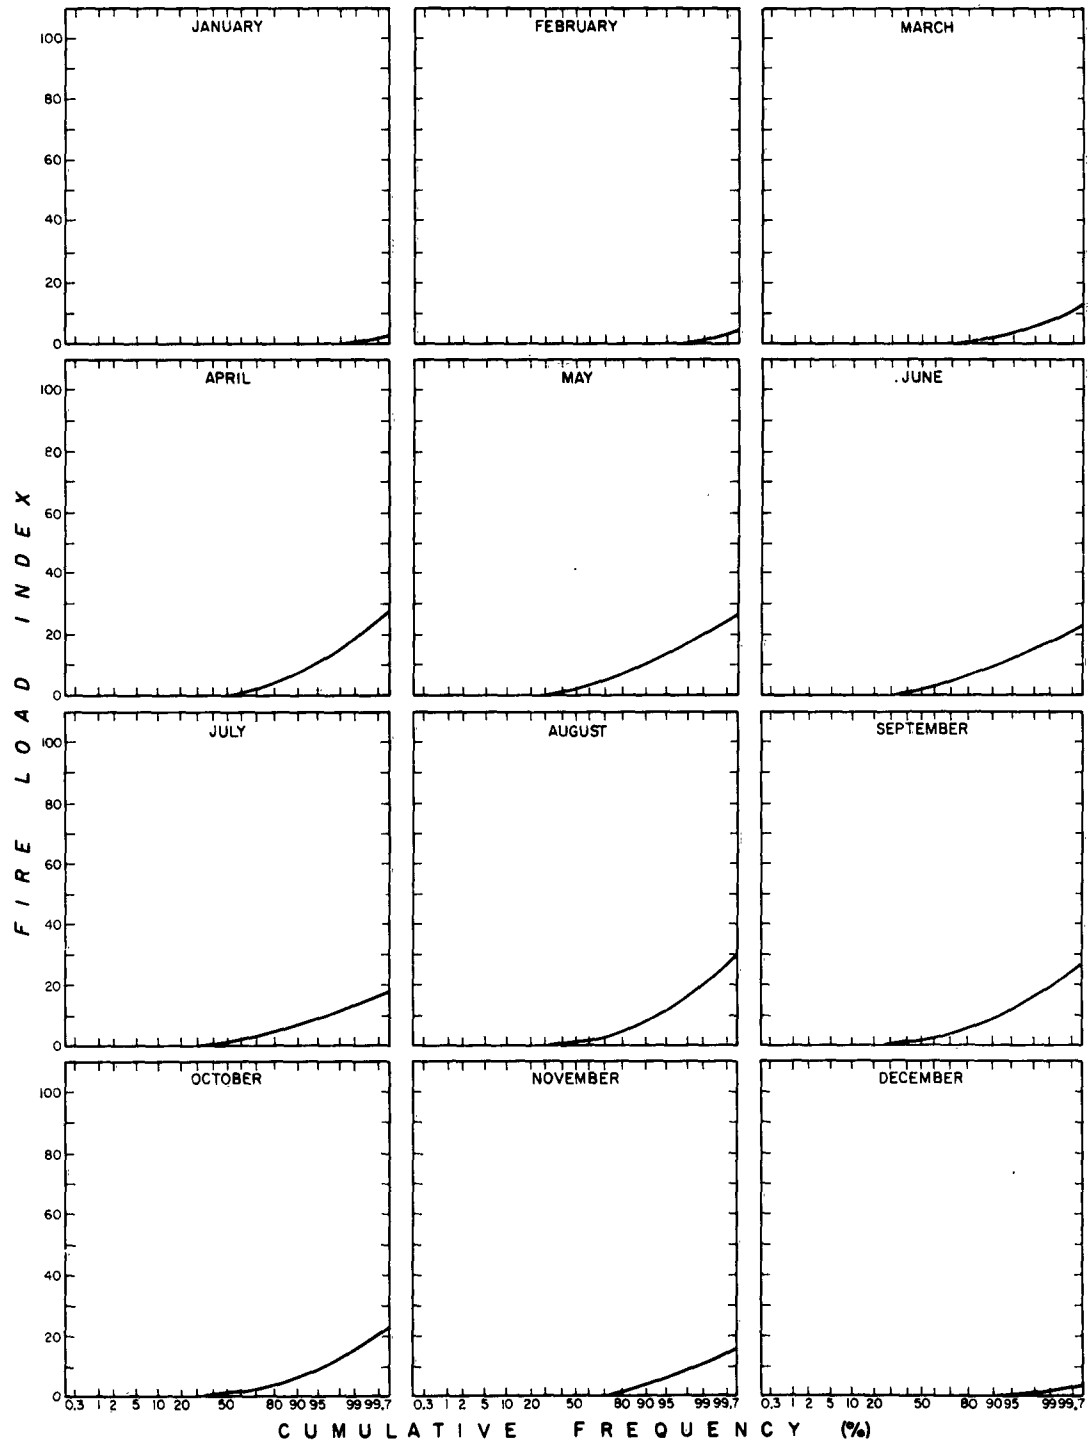 JANUARY
FEBRUARY
MARCH
100
80
60
40
20
0
APRIL
MAY
JUNE
100
80
60
40
20
0
FIRE LOAD INDEX
JULY
AUGUST
SEPTEMBER
100
80
60
40
20
0
OCTOBER
NOVEMBER
DECEMBER
100
80
60
40
20
0
0.3 1 2 5 10 20 50 80 90 95 99 99.7
0.3 1 2 5 10 20 50 80 90 95 99 99.7
0.3 1 2 5 10 20 50 80 90 95 99 99.7
CUMULATIVE FREQUENCY (%)